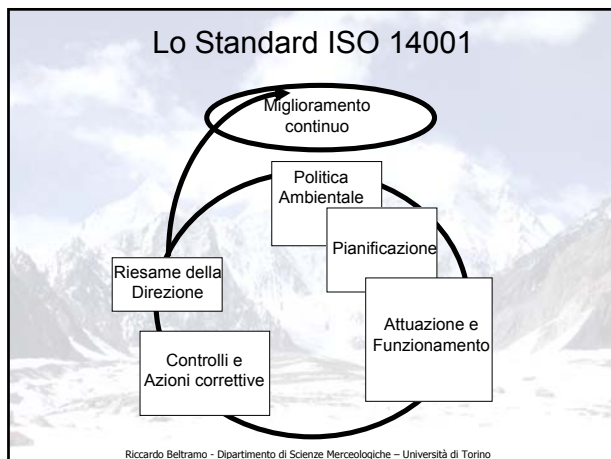 Lo Standard ISO 14001
Miglioramento
continuo
Politica
Ambientale
Pianificazione
Attuazione e
Funzionamento
Controlli e
Azioni correttive
Riesame della
Direzione
Riccardo Beltramo - Dipartimento di Scienze Merceologiche – Università di Torino